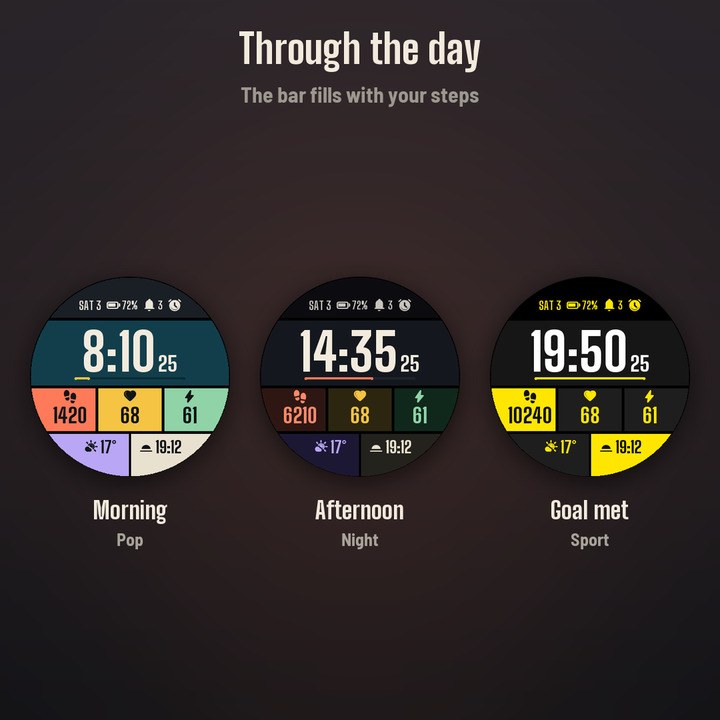 Through the day
The bar fills with your steps
SAT 3 72% 3
8:10 25
1420 68 61
17° 19:12
Morning
Pop
SAT 3 72% 3
14:35 25
6210 68 61
17° 19:12
Afternoon
Night
SAT 3 72% 3
19:50 25
10240 68 61
17° 19:12
Goal met
Sport